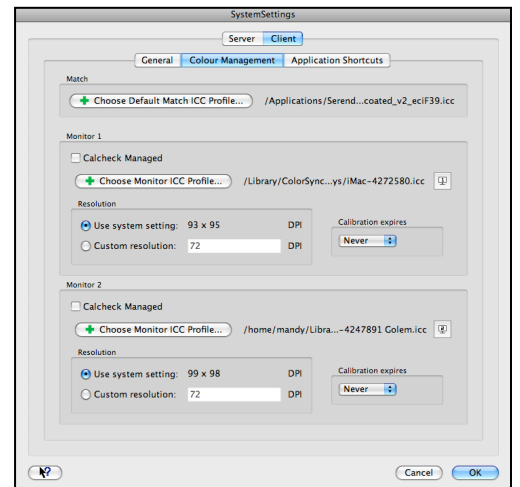 SystemSettings
Server Client
General Colour Management Application Shortcuts
Match
Choose Default Match ICC Profile... /Applications/Serend...coated_v2_eciF39.icc
Monitor 1
Calcheck Managed
Choose Monitor ICC Profile... /Library/ColorSync...ys/iMac-4272580.icc
Resolution
Use system setting: 93 x 95 DPI
Calibration expires
Custom resolution: 72 DPI
Never
Monitor 2
Calcheck Managed
Choose Monitor ICC Profile... /home/mandy/Libra...-4247891 Golem.icc
Resolution
Use system setting: 99 x 98 DPI
Calibration expires
Custom resolution: 72 DPI
Never
? Cancel OK